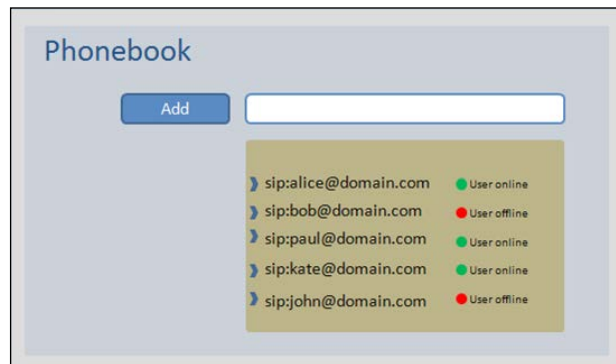 Phonebook
Add
sip:alice@domain.com User online
sip:bob@domain.com User offline
sip:paul@domain.com User online
sip:kate@domain.com User online
sip:john@domain.com User offline